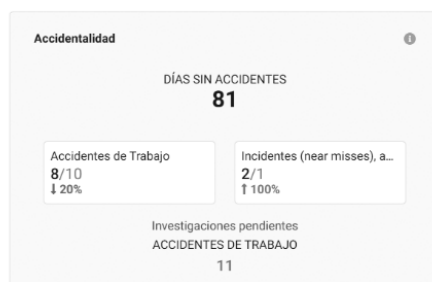 Accidentalidad
DÍAS SIN ACCIDENTES
81
Accidentes de Trabajo
8/10
↓ 20%
Incidentes (near misses), a...
2/1
↑ 100%
Investigaciones pendientes
ACCIDENTES DE TRABAJO
11